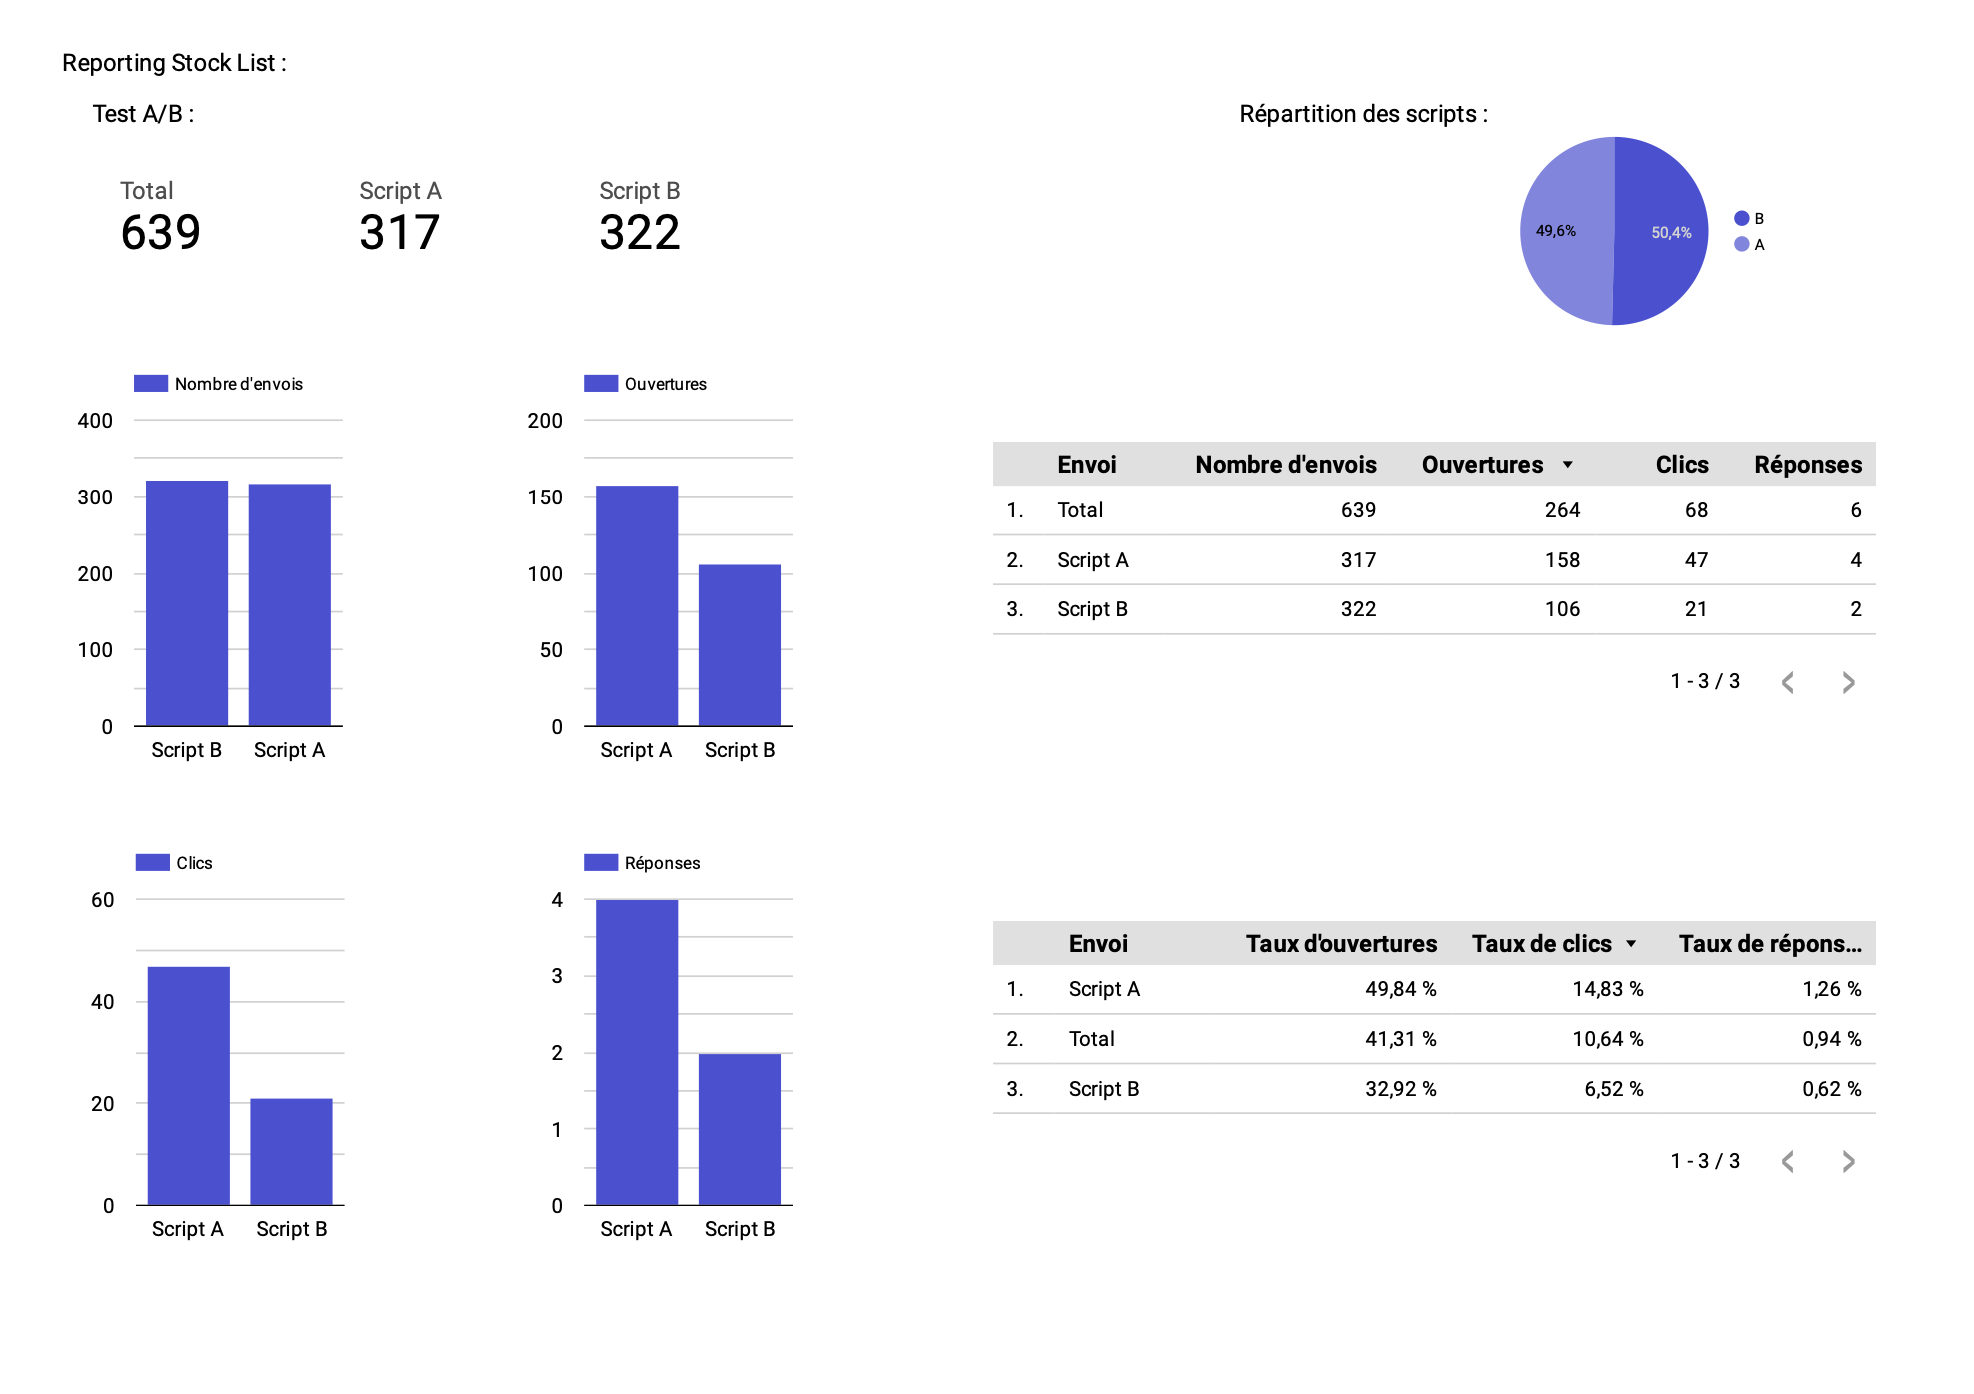 Reporting Stock List :
Test A/B :
Répartition des scripts :
Total Script A Script B
639 317 322
49,6% 50,4%
B
A
Nombre d'envois
400
300
200
100
0
Script B Script A
Ouvertures
200
150
100
50
0
Script A Script B
Envoi Nombre d'envois Ouvertures Clics Réponses
1. Total 639 264 68 6
2. Script A 317 158 47 4
3. Script B 322 106 21 2
1 - 3 / 3
Clics
60
40
20
0
Script A Script B
Réponses
4
3
2
1
0
Script A Script B
Envoi Taux d'ouvertures Taux de clics Taux de répons...
1. Script A 49,84 % 14,83 % 1,26 %
2. Total 41,31 % 10,64 % 0,94 %
3. Script B 32,92 % 6,52 % 0,62 %
1 - 3 / 3